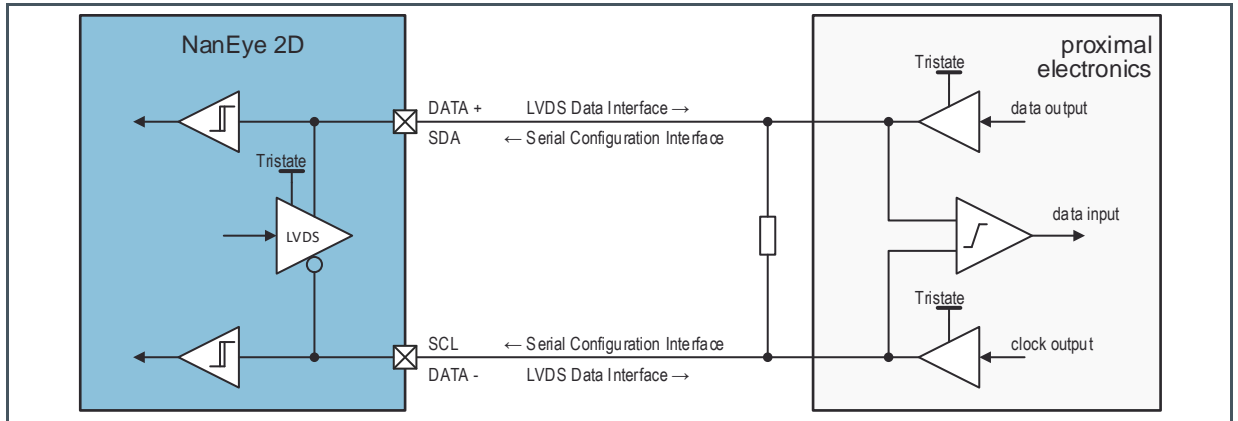 NanEye 2D
proximal
electronics
Tristate
DATA + LVDS Data Interface →
data output
SDA ← Serial Configuration Interface
Tristate
LVDS
data input
Tristate
SCL ← Serial Configuration Interface
clock output
DATA - LVDS Data Interface →